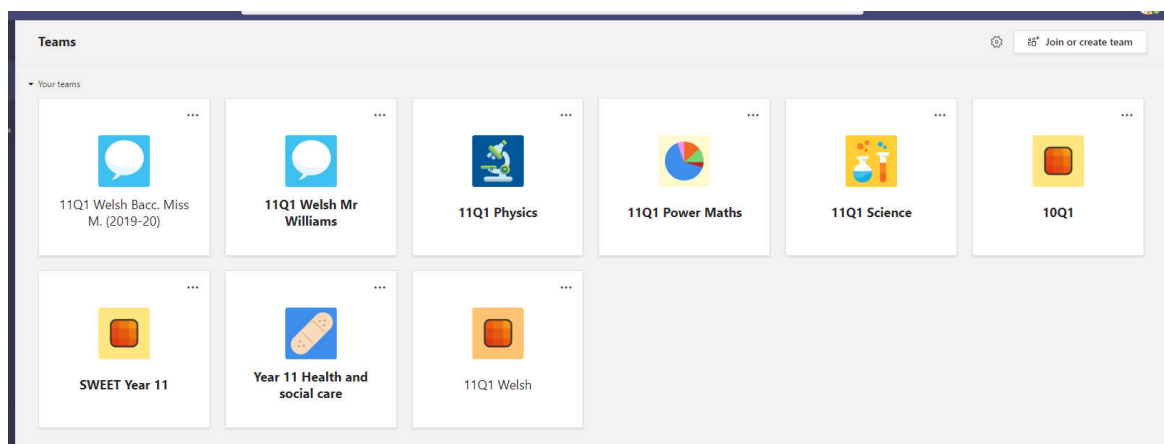 Teams
Join or create team
Your teams
11Q1 Welsh Bacc. Miss
M. (2019-20)
11Q1 Welsh Mr
Williams
11Q1 Physics
11Q1 Power Maths
11Q1 Science
10Q1
SWEET Year 11
Year 11 Health and
social care
11Q1 Welsh